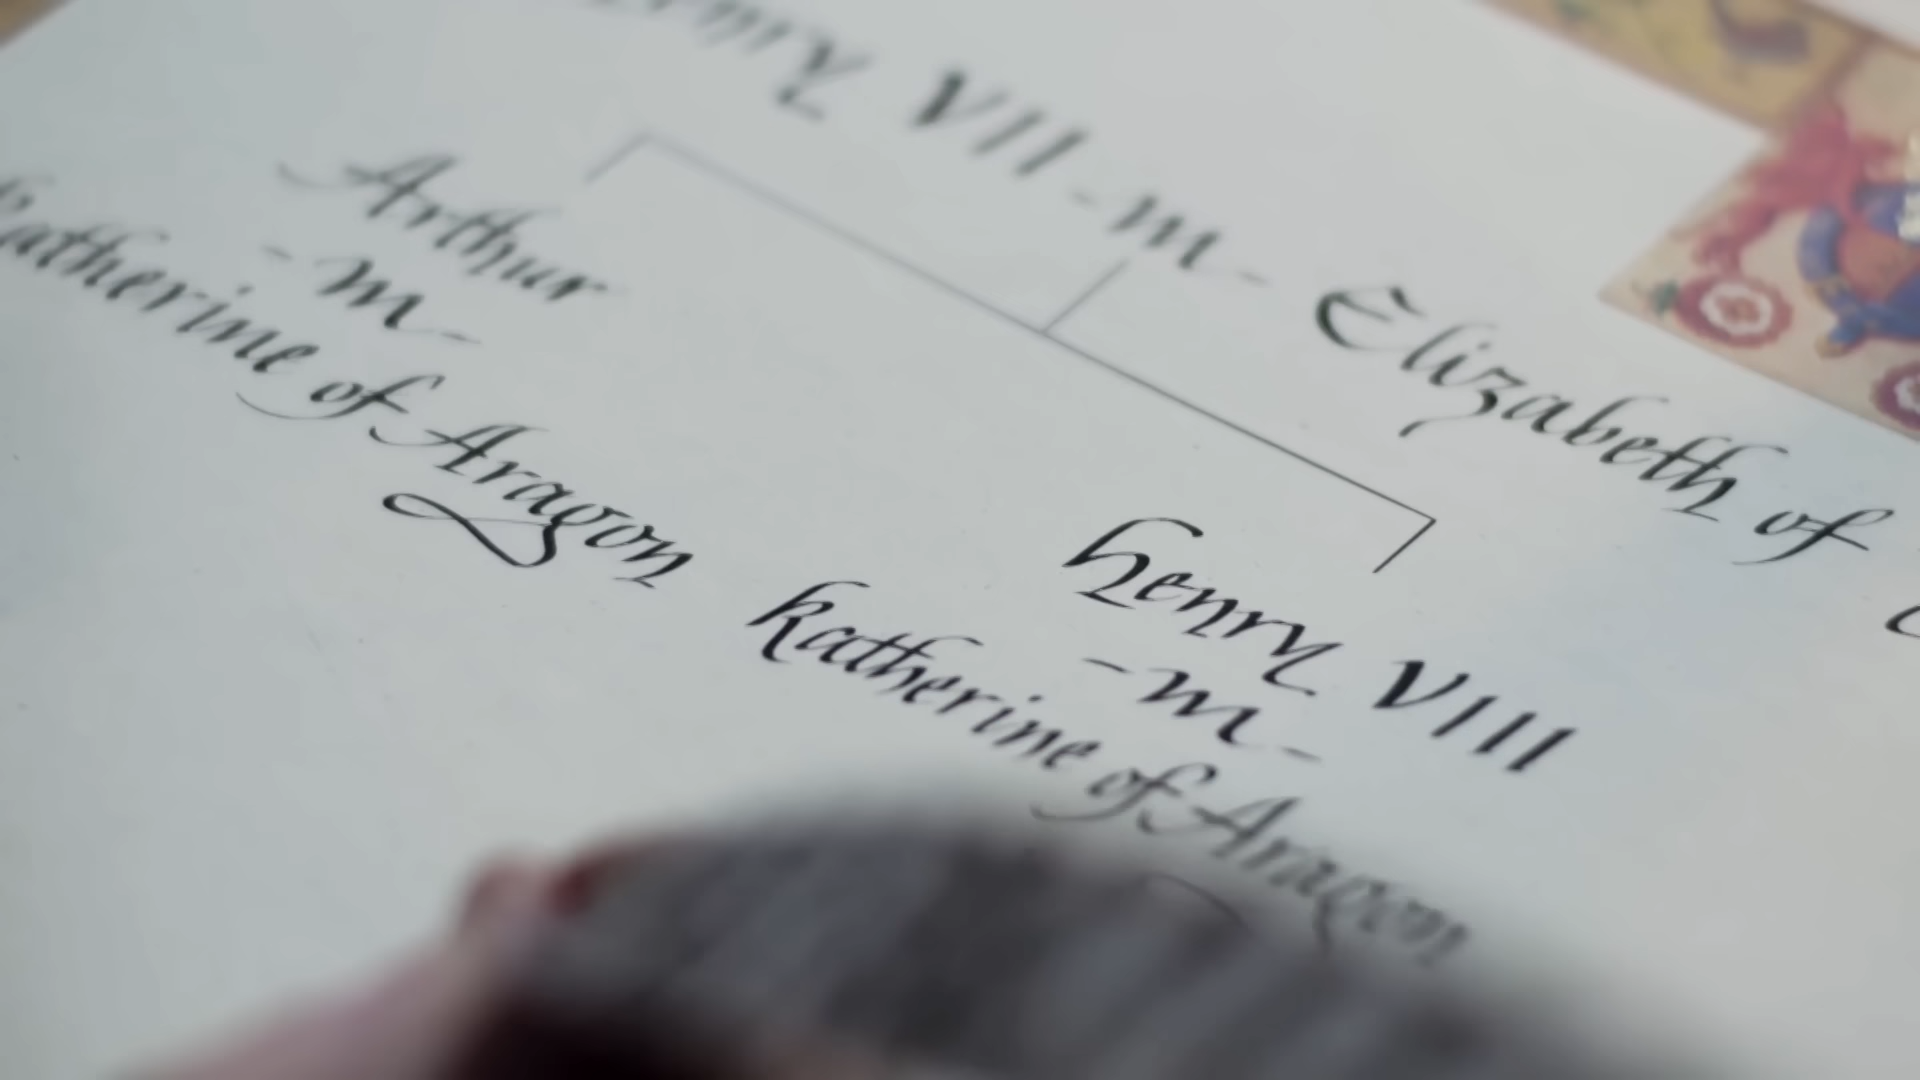 Henry VII -m- Elizabeth of
Arthur
-m-
Katherine of Aragon
Henry VIII
-m-
Katherine of Aragon